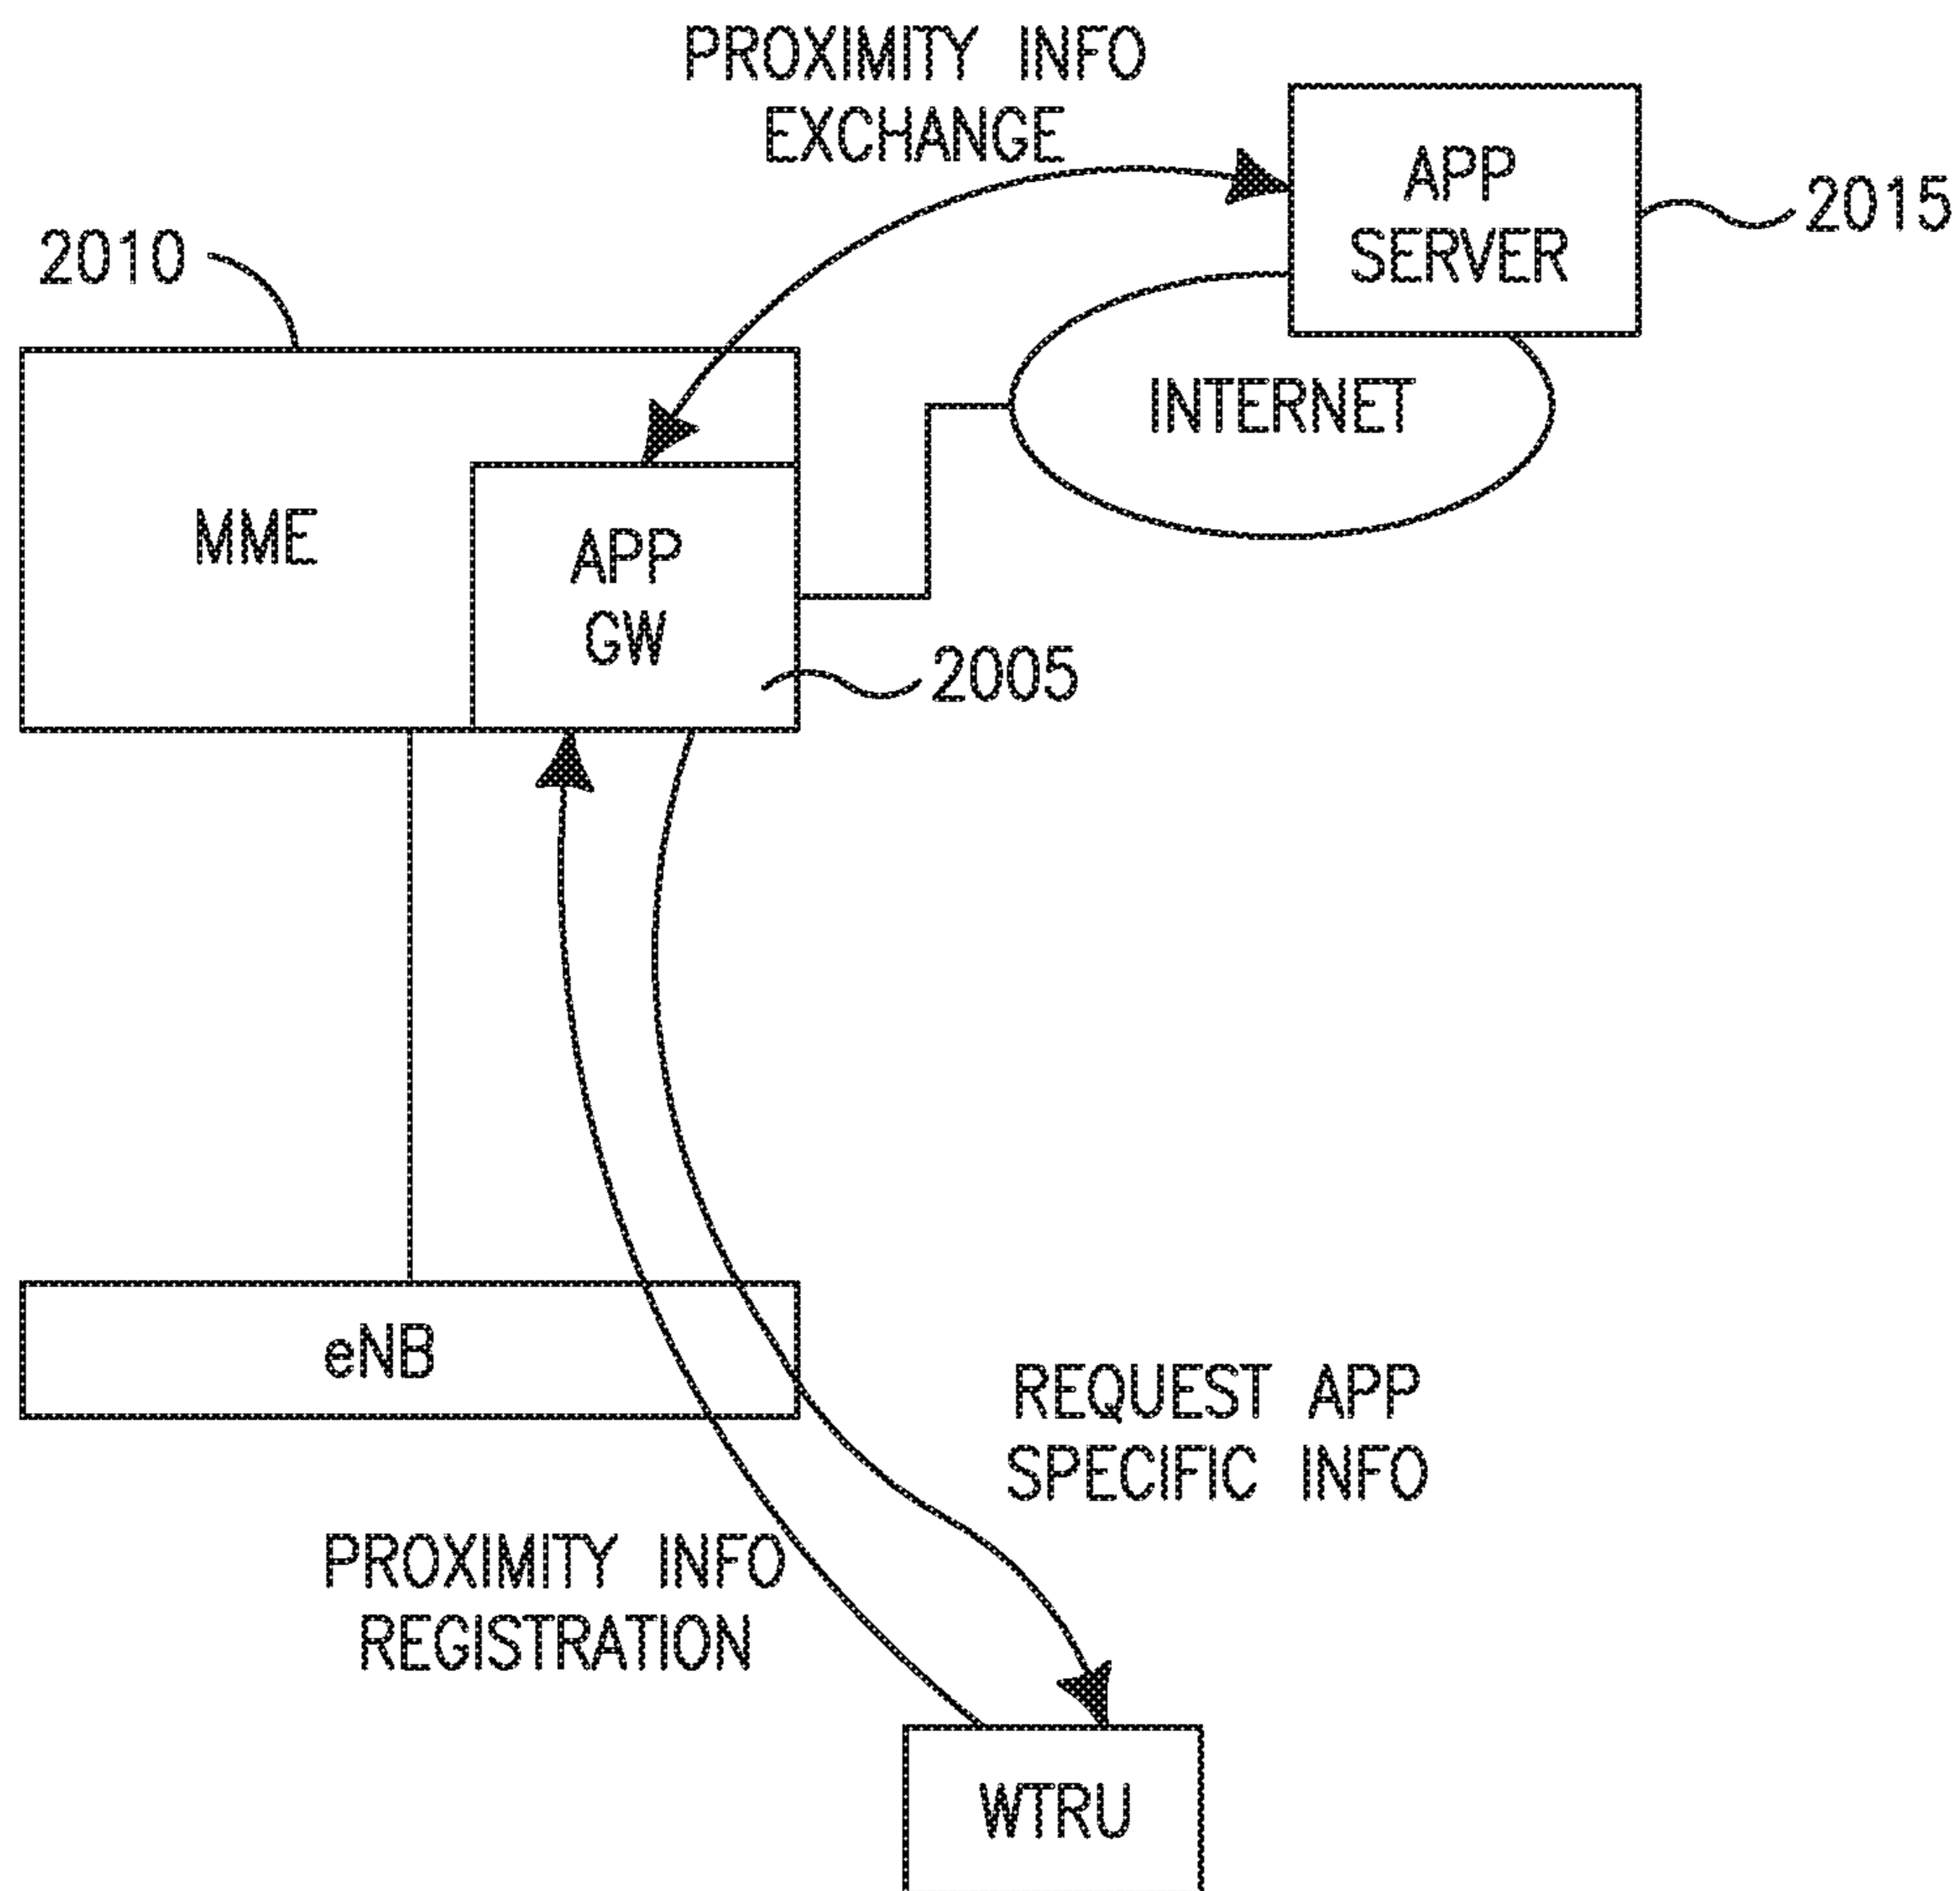 PROXIMITY INFO
EXCHANGE
APP
SERVER
2015
2010
INTERNET
MME
APP
GW
2005
eNB
REQUEST APP
SPECIFIC INFO
PROXIMITY INFO
REGISTRATION
WTRU